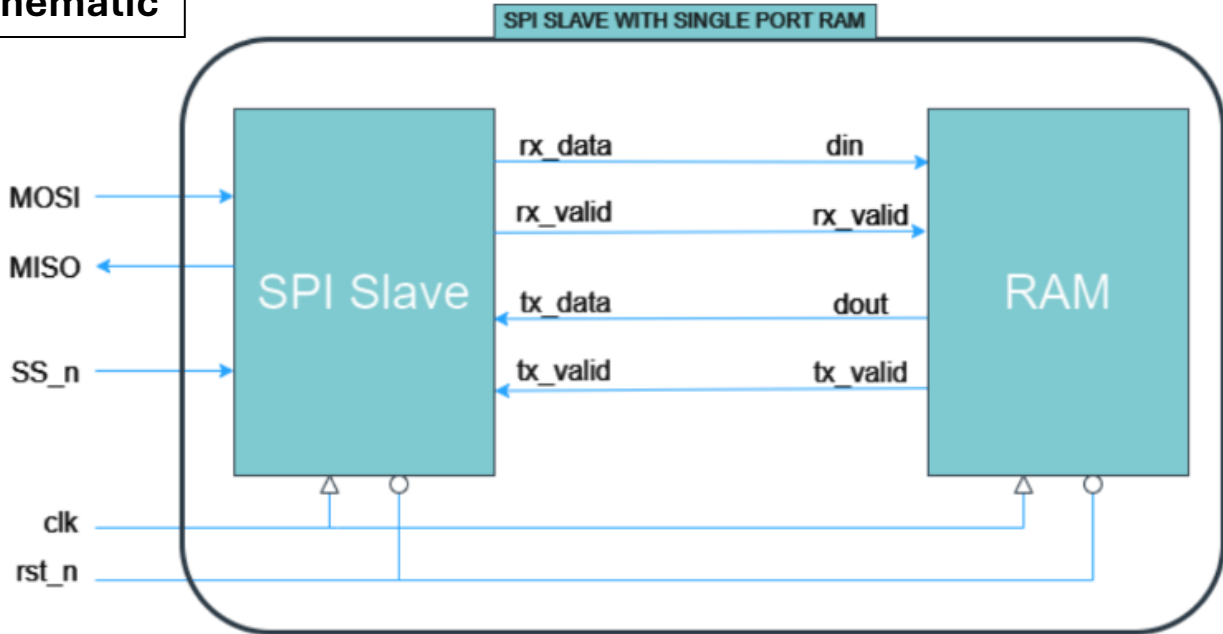 SPI SLAVE WITH SINGLE PORT RAM
rx_data din
MOSI
rx_valid rx_valid
MISO
SPI Slave RAM
tx_data dout
SS_n
tx_valid tx_valid
clk
rst_n